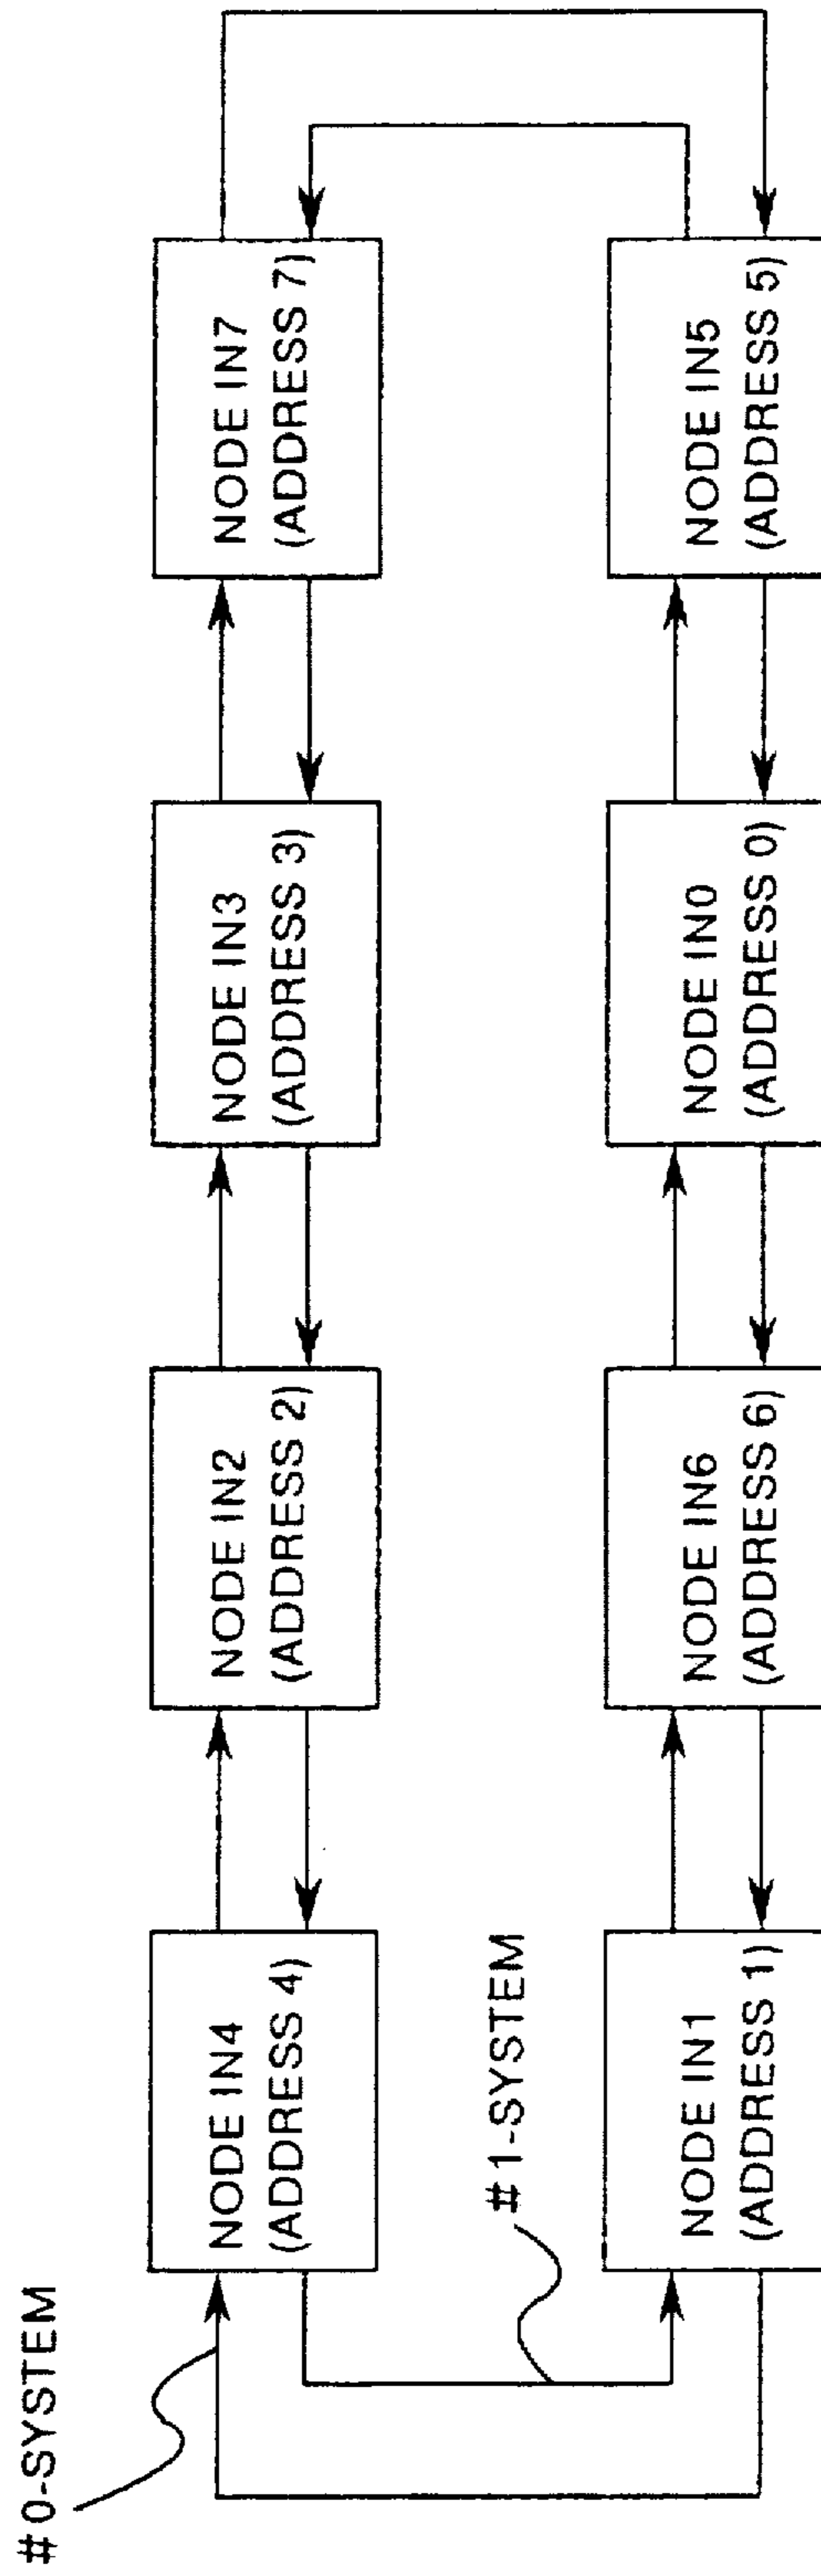 #0-SYSTEM
NODE IN4
(ADDRESS 4)
NODE IN2
(ADDRESS 2)
NODE IN3
(ADDRESS 3)
NODE IN7
(ADDRESS 7)
#1-SYSTEM
NODE IN1
(ADDRESS 1)
NODE IN6
(ADDRESS 6)
NODE IN0
(ADDRESS 0)
NODE IN5
(ADDRESS 5)